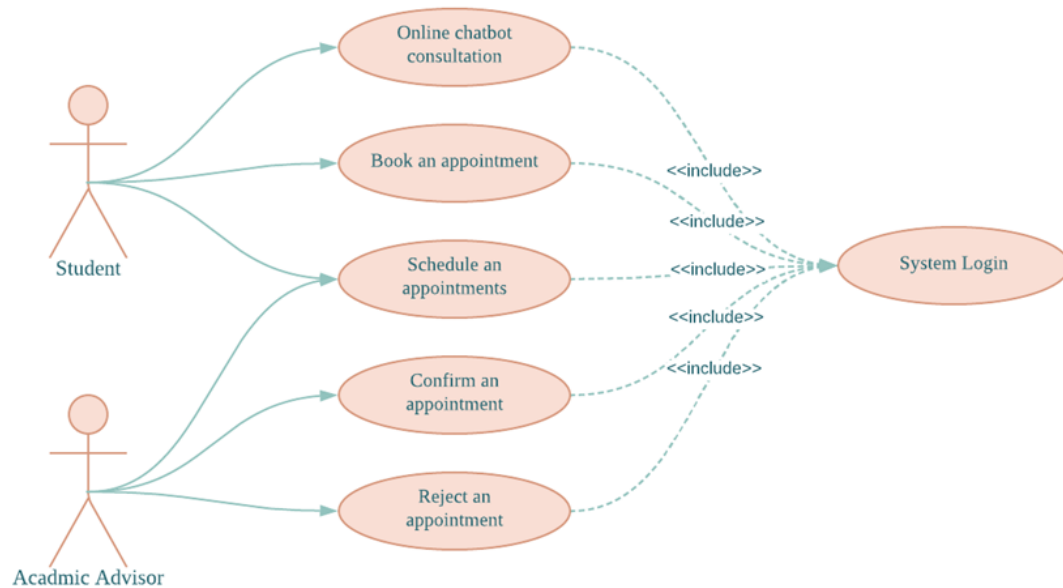 Online chatbot
consultation
Book an appointment
<<include>>
<<include>>
Student
Schedule an
appointments
<<include>>
System Login
<<include>>
Confirm an
appointment
<<include>>
Reject an
appointment
Acadmic Advisor